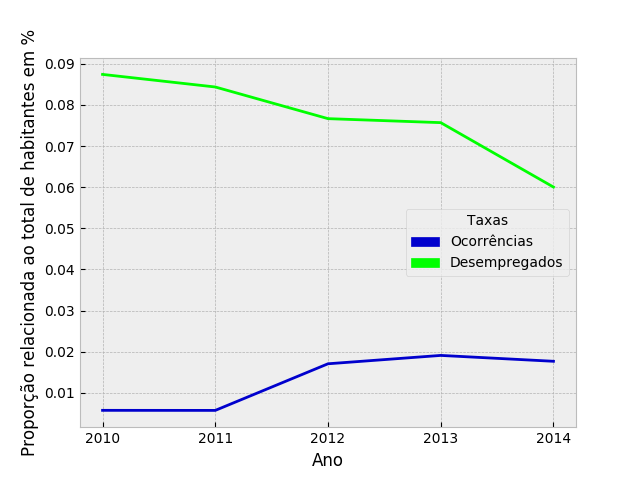 Proporção relacionada ao total de habitantes em %
0.09
0.08
0.07
0.06
0.05
0.04
0.03
0.02
0.01
Taxas
Ocorrências
Desempregados
2010 2011 2012 2013 2014
Ano